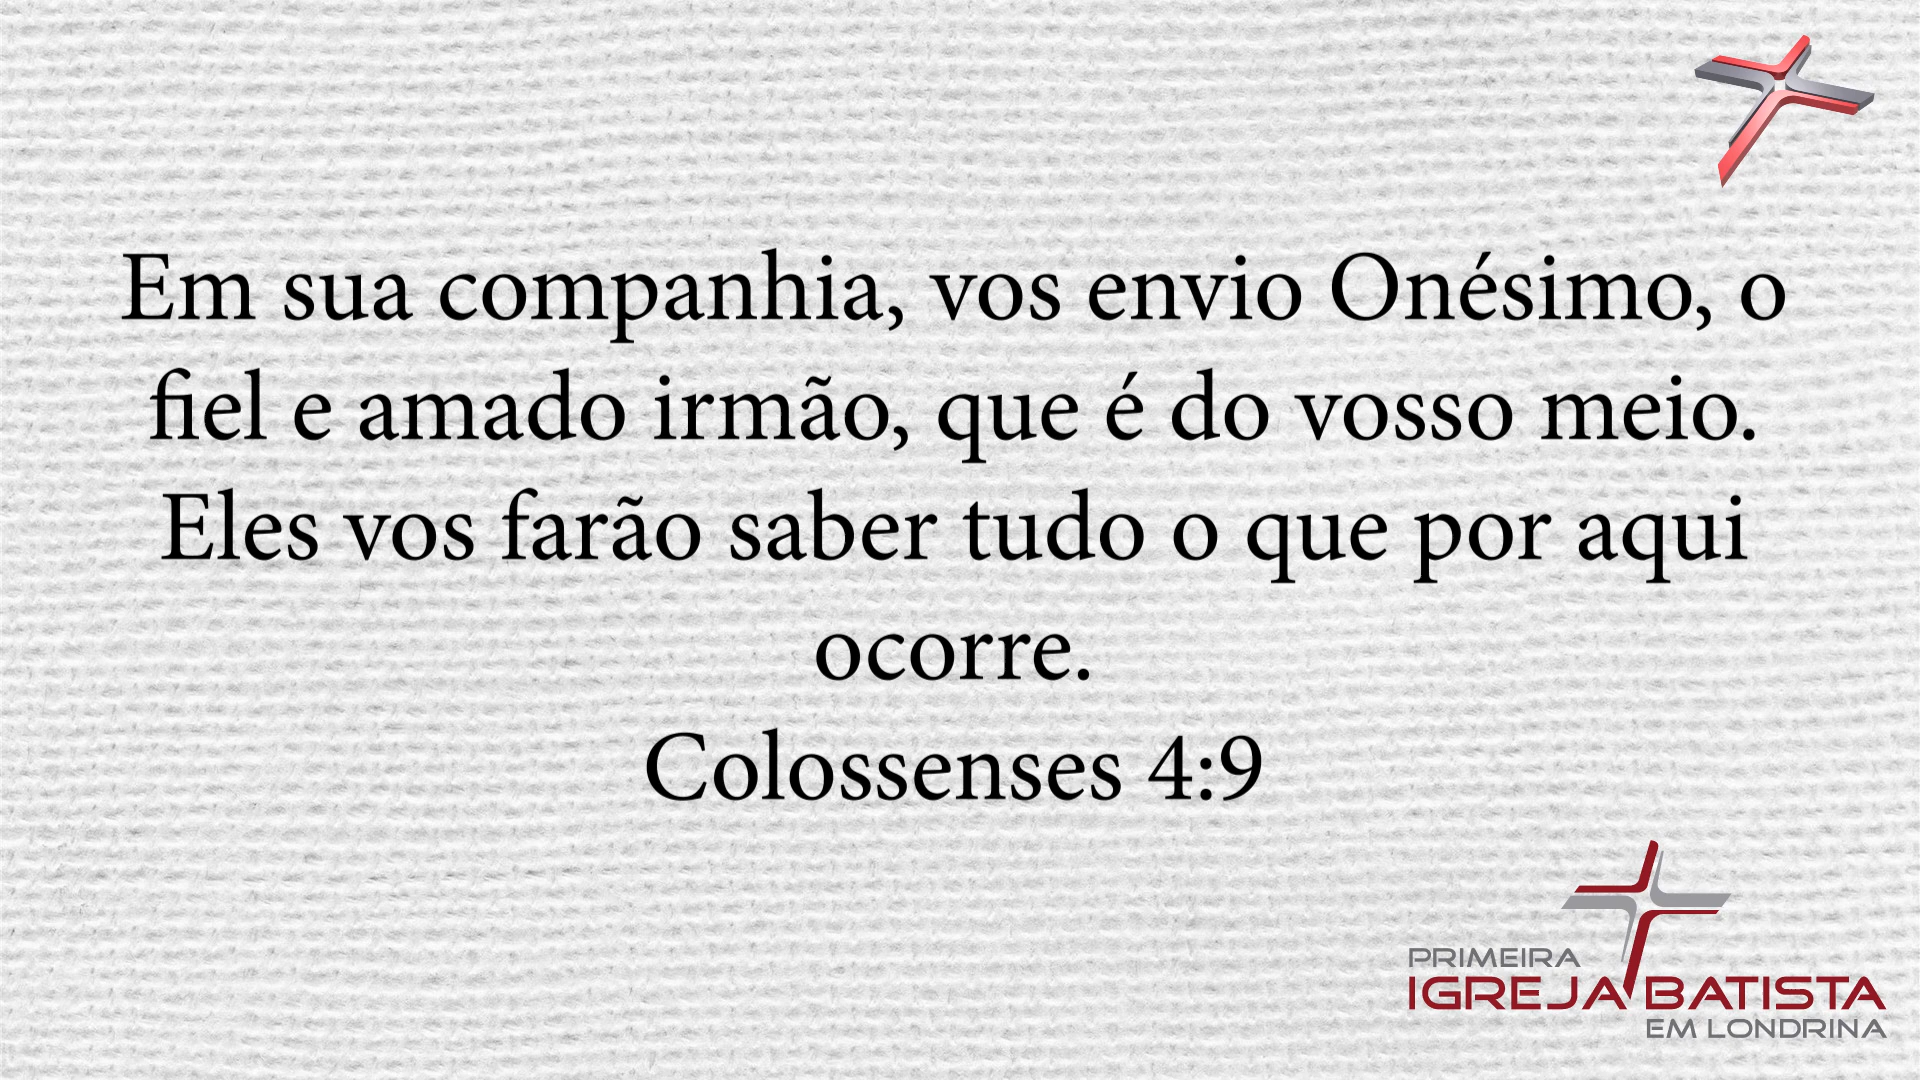 Em sua companhia, vos envio Onésimo, o
fiel e amado irmão, que é do vosso meio.
Eles vos farão saber tudo o que por aqui
ocorre.
Colossenses 4:9
PRIMEIRA
IGREJA BATISTA
EM LONDRINA